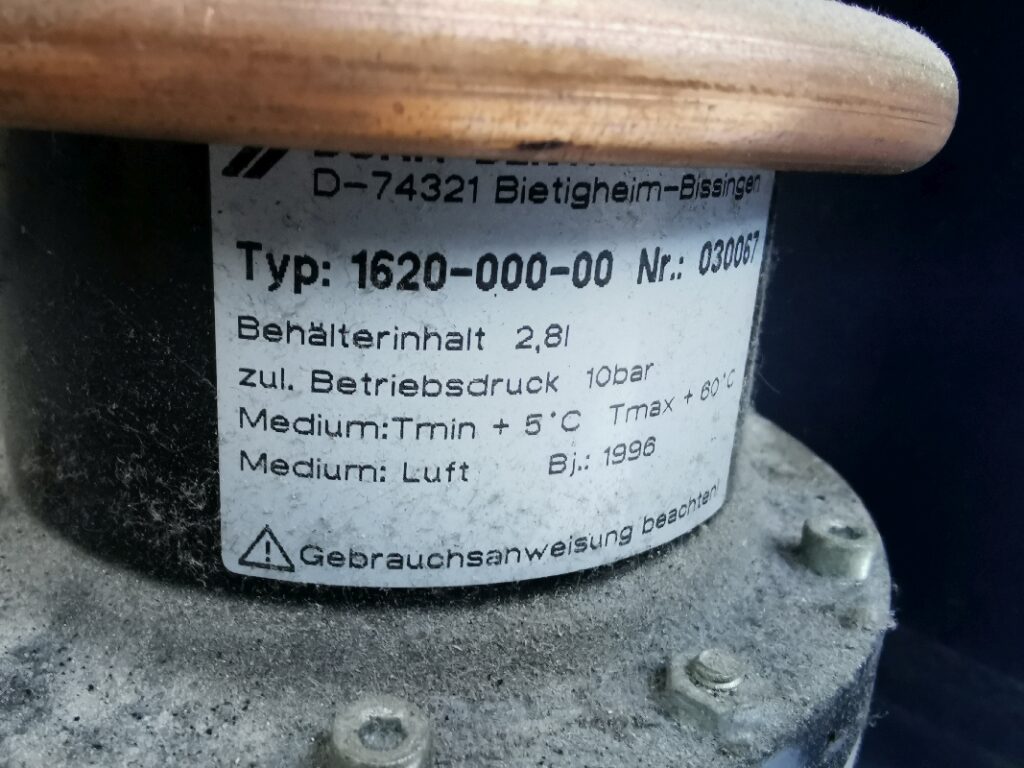 D-74321 Bietigheim-Bissingen
Typ: 1620-000-00 Nr.: 030067
Behälterinhalt 2,8l
zul. Betriebsdruck 10bar
Medium:Tmin + 5°C Tmax + 60°C
Medium: Luft Bj.: 1996
Gebrauchsanweisung beachten!